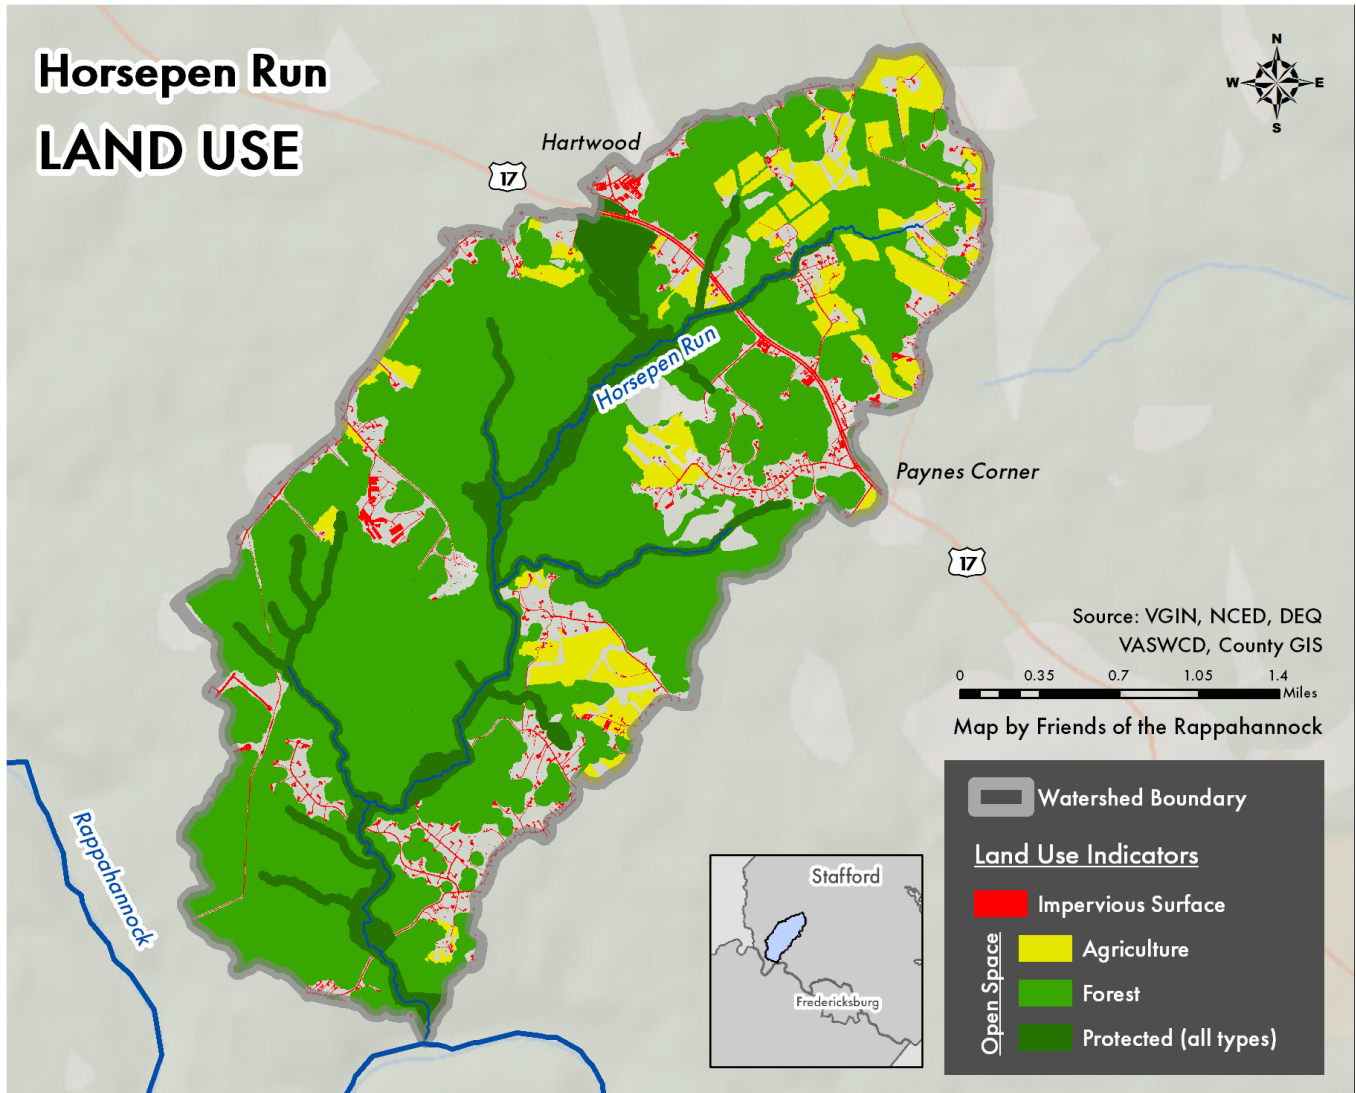 Horsepen Run
LAND USE
N
W
E
S
Hartwood
17
Horsepen Run
Paynes Corner
17
Source: VGIN, NCED, DEQ
VASWCD, County GIS
0 0.35 0.7 1.05 1.4
Miles
Map by Friends of the Rappahannock
Rappahannock
Stafford
Fredericksburg
Watershed Boundary
Land Use Indicators
Impervious Surface
Open Space
Agriculture
Forest
Protected (all types)